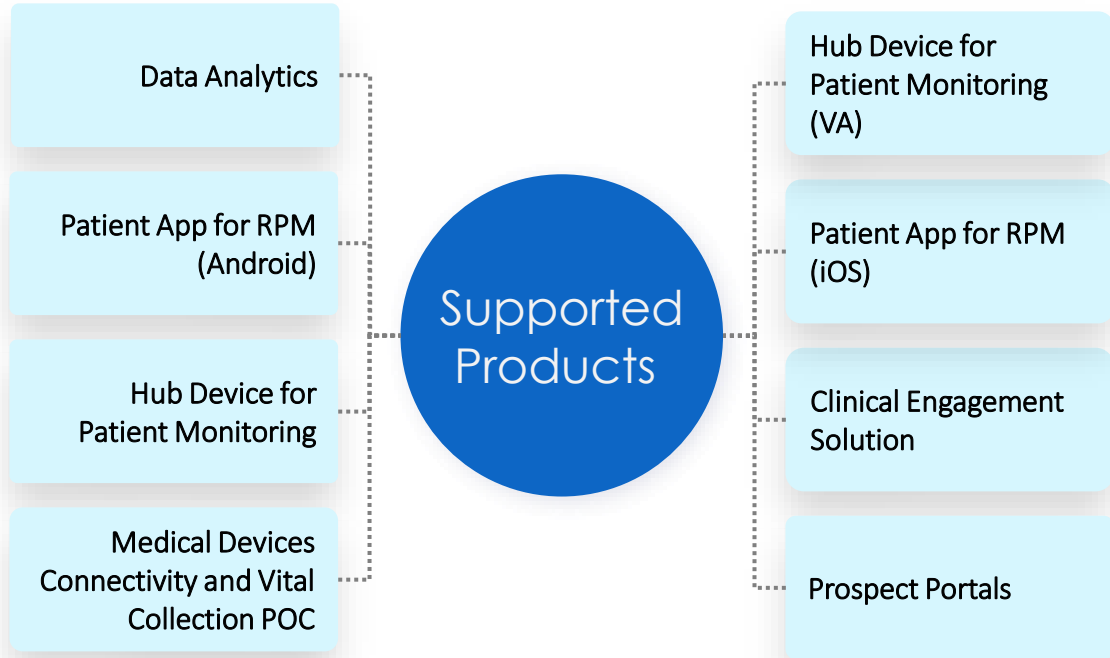 Data Analytics
Patient App for RPM
(Android)
Hub Device for
Patient Monitoring
Medical Devices
Connectivity and Vital
Collection POC
Supported
Products
Hub Device for
Patient Monitoring
(VA)
Patient App for RPM
(iOS)
Clinical Engagement
Solution
Prospect Portals